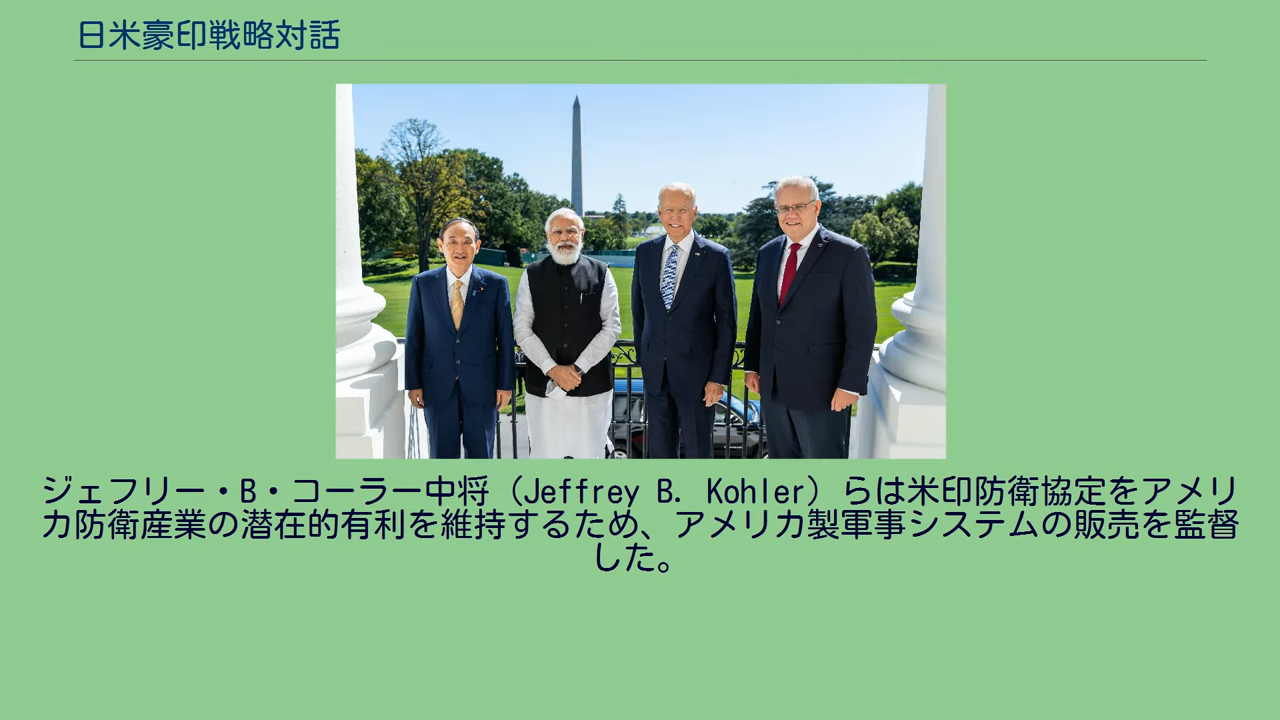 日米豪印戦略対話
ジェフリー・B・コーラー中将（Jeffrey B. Kohler）らは米印防衛協定をアメリ
カ防衛産業の潜在的有利を維持するため、アメリカ製軍事システムの販売を監督
した。